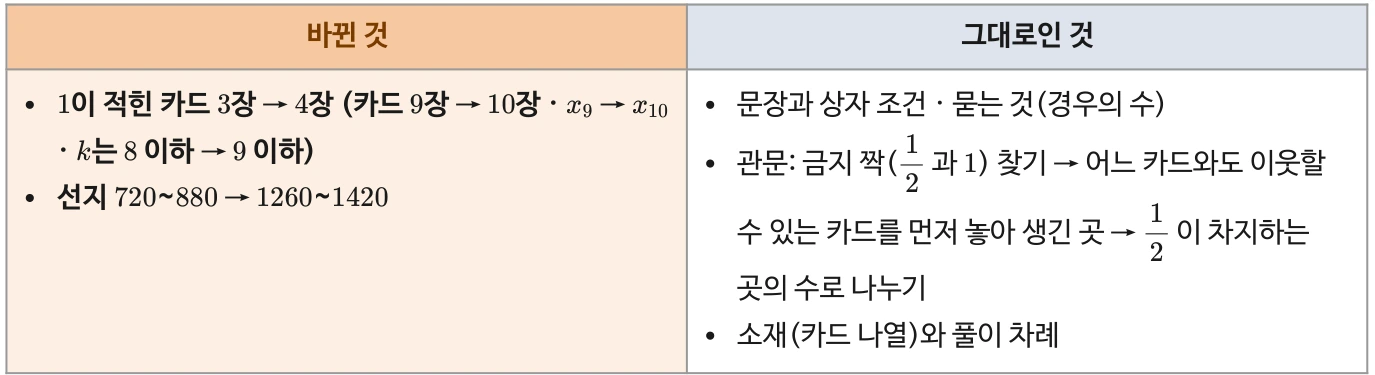 바뀐 것
• 1이 적힌 카드 3장 → 4장 (카드 9장 → 10장 · x₉ → x₁₀
· k는 8 이하 → 9 이하)
• 선지 720~880 → 1260~1420
그대로인 것
• 문장과 상자 조건 · 묻는 것(경우의 수)
• 관문: 금지 짝(1/2 과 1) 찾기 → 어느 카드와도 이웃할
수 있는 카드를 먼저 놓아 생긴 곳 → 1/2 이 차지하는
곳의 수로 나누기
• 소재(카드 나열)와 풀이 차례